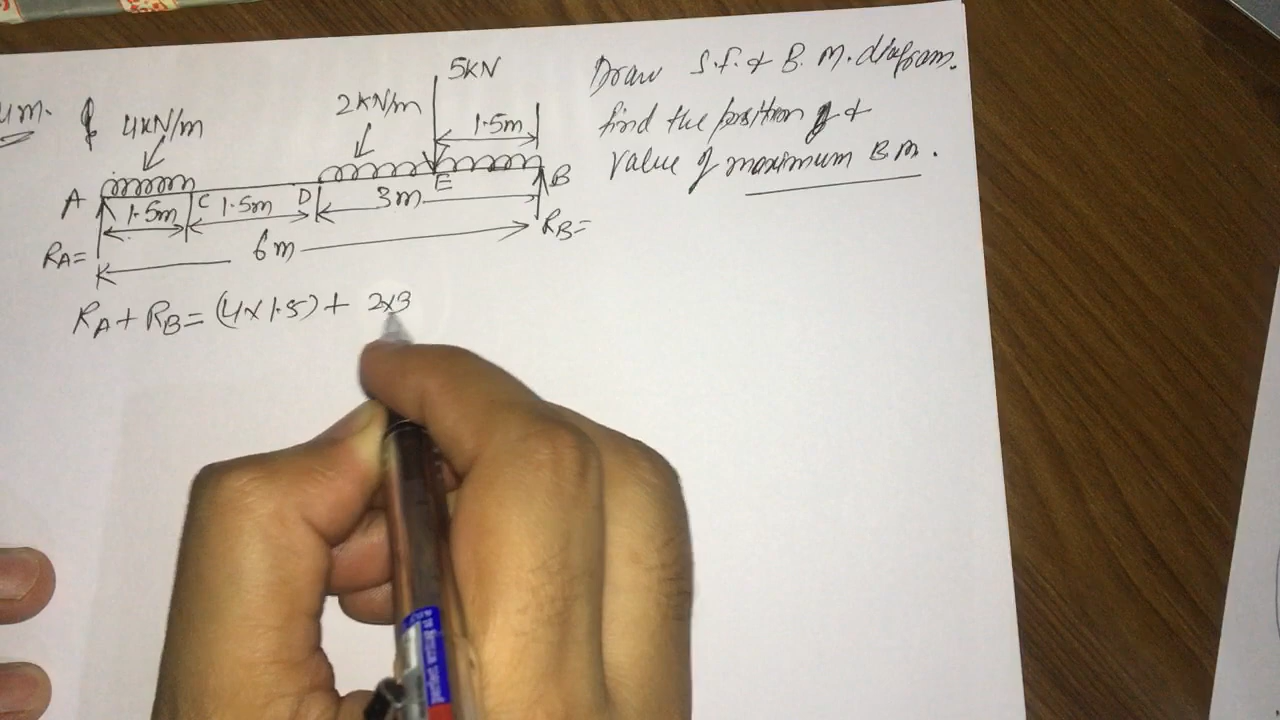 4m.
Draw S.F. & B.M. diagram.
find the position of &
value of maximum B M.
5KN
4KN/m
2KN/m
1.5m
A
C
D
E
B
1.5m
1.5m
3m
RA=
6m
RB=
RA + RB = (4×1.5) + 2×3